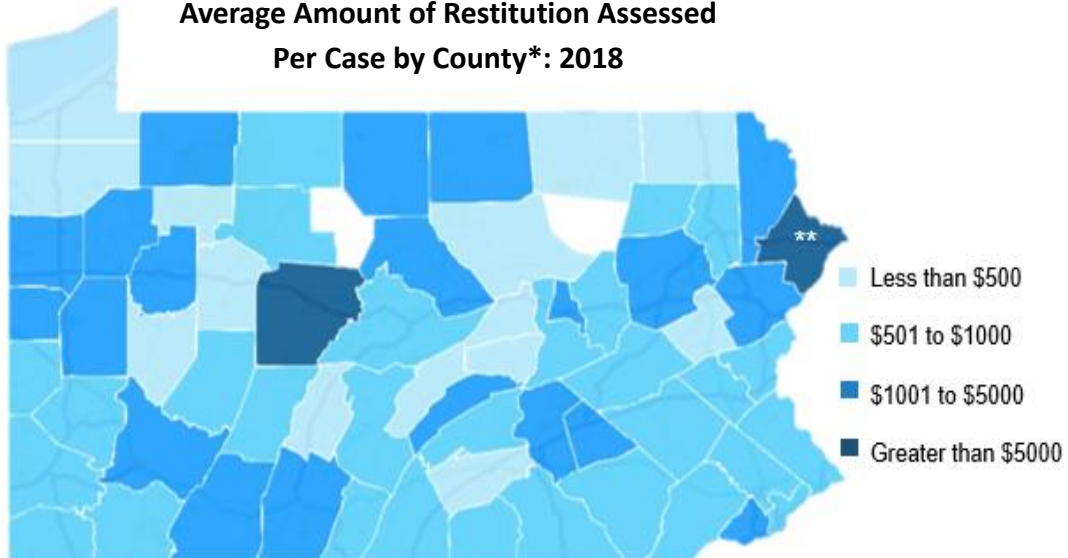 Average Amount of Restitution Assessed
Per Case by County*: 2018
**
Less than $500
$501 to $1000
$1001 to $5000
Greater than $5000